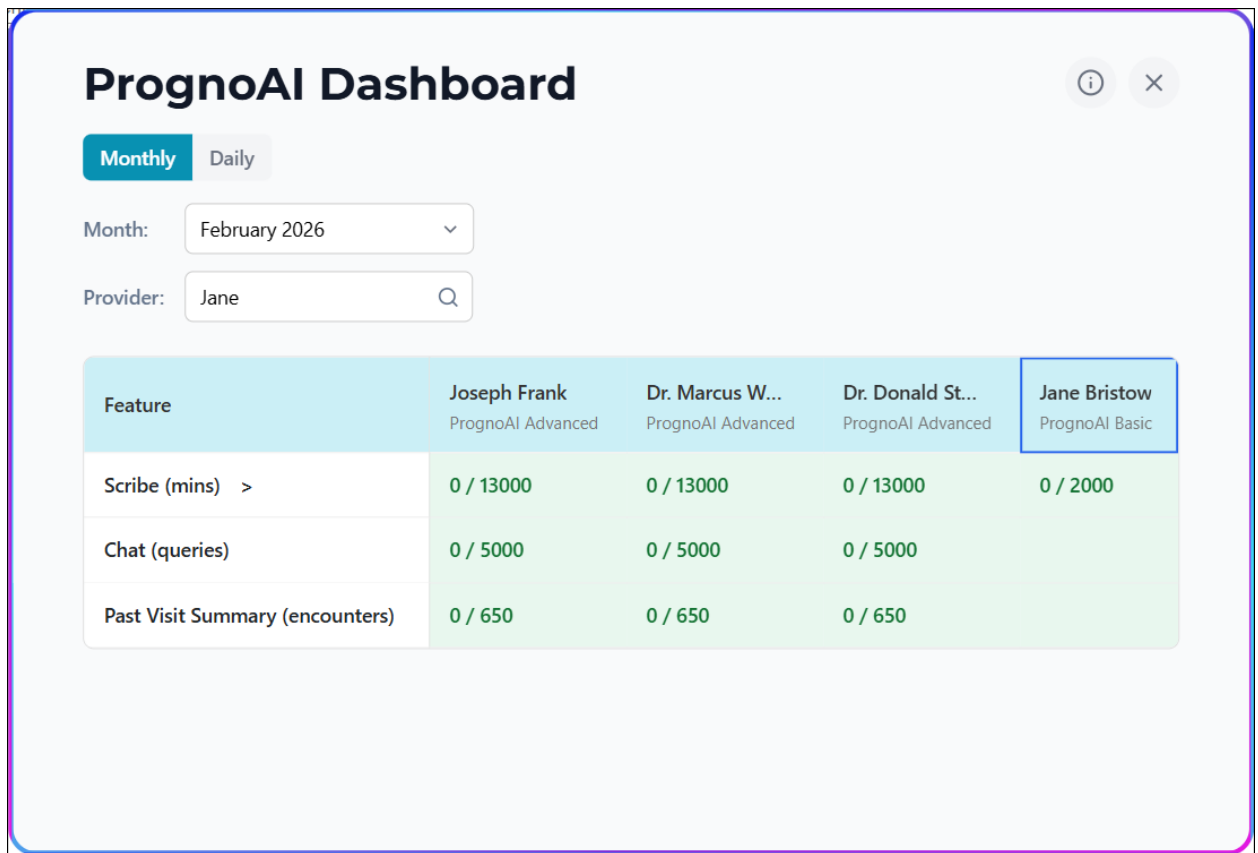 PrognoAI Dashboard
Monthly Daily
Month: February 2026
Provider: Jane
Feature Joseph Frank Dr. Marcus W... Dr. Donald St... Jane Bristow
PrognoAI Advanced PrognoAI Advanced PrognoAI Advanced PrognoAI Basic
Scribe (mins) > 0 / 13000 0 / 13000 0 / 13000 0 / 2000
Chat (queries) 0 / 5000 0 / 5000 0 / 5000
Past Visit Summary (encounters) 0 / 650 0 / 650 0 / 650